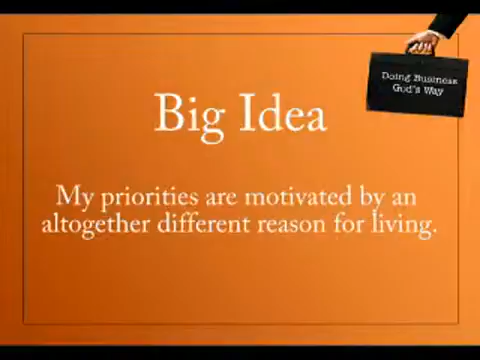 Doing Business
God's Way
Big Idea
My priorities are motivated by an
altogether different reason for living.